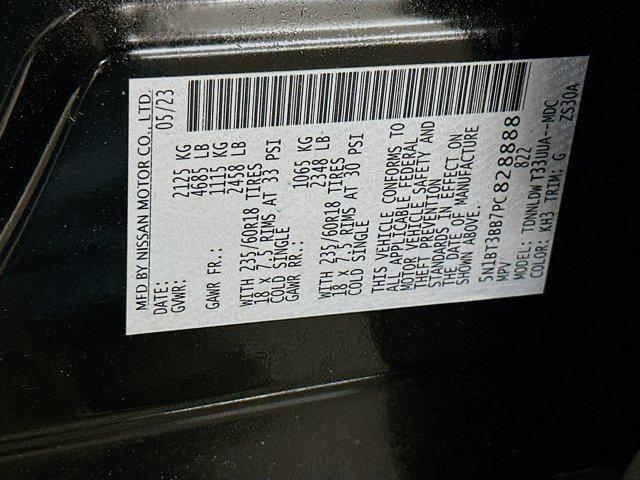 MFD BY NISSAN MOTOR CO., LTD.
DATE: 05/23
GVWR: 2125 KG
4685 LB
GAWR FR.: 1115 KG
2458 LB
WITH 235/60R18 TIRES
18 X 7.5 RIMS AT 33 PSI
COLD SINGLE
GAWR RR.: 1065 KG
2348 LB
WITH 235/60R18 TIRES
18 X 7.5 RIMS AT 30 PSI
COLD SINGLE
THIS VEHICLE CONFORMS TO
ALL APPLICABLE FEDERAL
MOTOR VEHICLE SAFETY AND
THEFT PREVENTION
STANDARDS IN EFFECT ON
THE DATE OF MANUFACTURE
SHOWN ABOVE.
5N1BT3BB7PC828888
MPV 822
MODEL: TDNNLDWT33UUA--MDC
COLOR: KH3 TRIM: G ZS30A